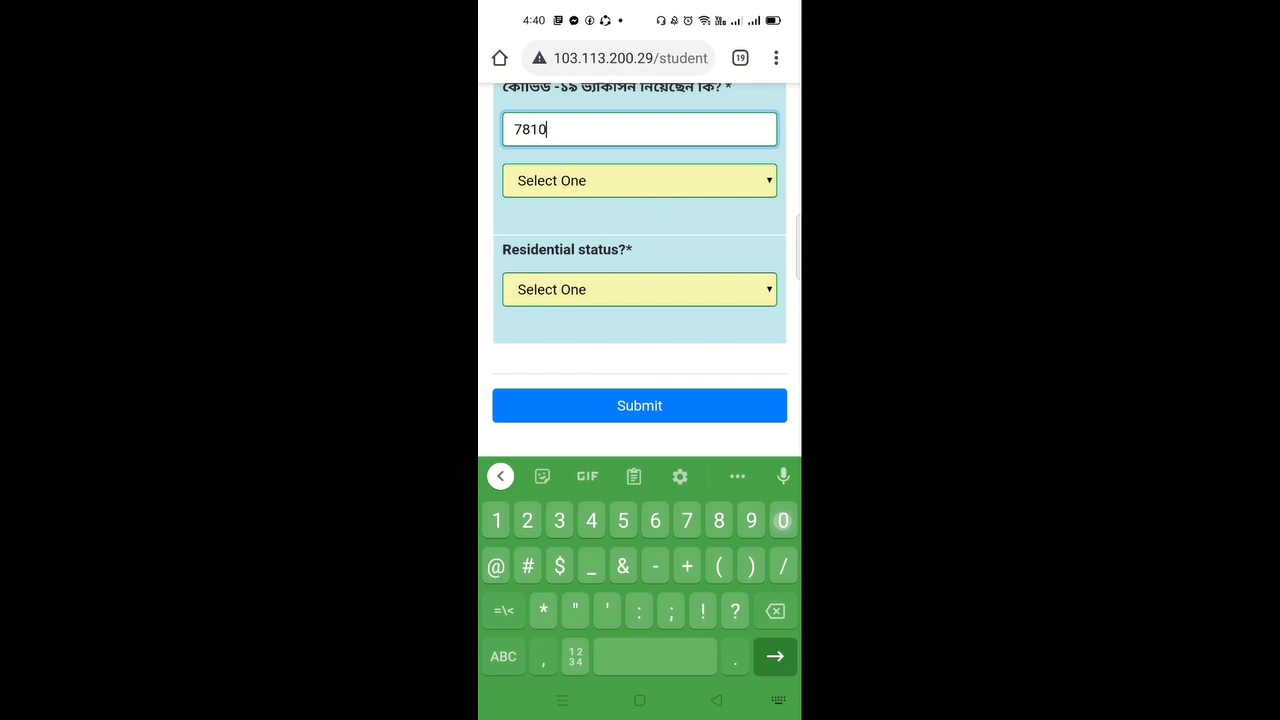 4:40
103.113.200.29/student
19
কোভিড -১৯ ভ্যাকসিন নিয়েছেন কি? *
7810
Select One
Residential status?*
Select One
Submit
GIF
1 2 3 4 5 6 7 8 9 0
@ # $ _ & - + ( ) /
=\< * " ' : ; ! ?
ABC , 1 2 3 4 .